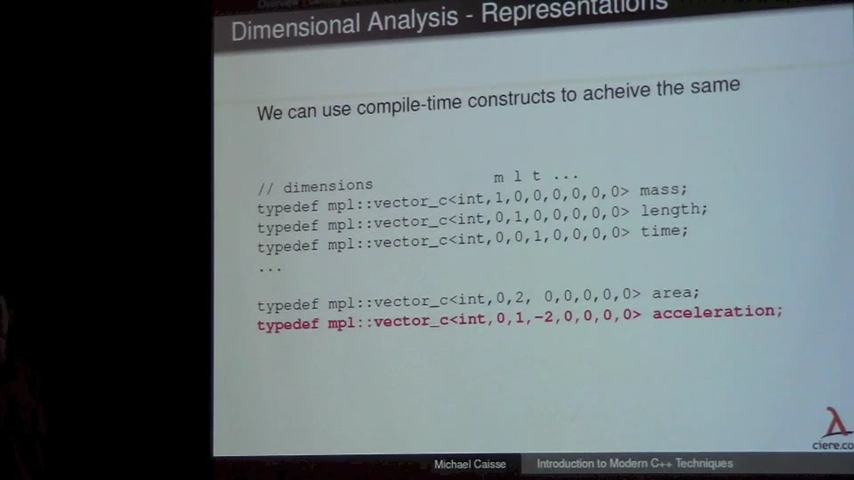 Dimensional Analysis - Representations
We can use compile-time constructs to acheive the same
// dimensions m l t ...
typedef mpl::vector_c<int,1,0,0,0,0,0,0> mass;
typedef mpl::vector_c<int,0,1,0,0,0,0,0> length;
typedef mpl::vector_c<int,0,0,1,0,0,0,0> time;
...
typedef mpl::vector_c<int,0,2, 0,0,0,0,0> area;
typedef mpl::vector_c<int,0,1,-2,0,0,0,0> acceleration;
λ
ciere.co
Michael Caisse Introduction to Modern C++ Techniques